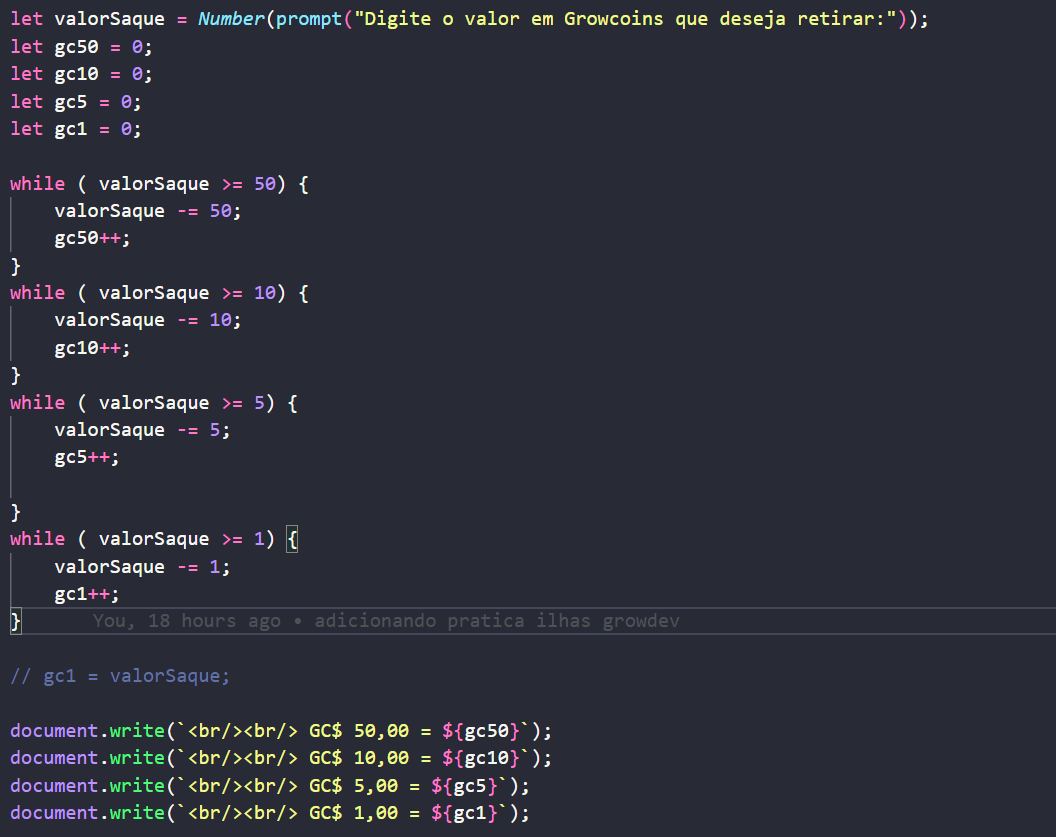 let valorSaque = Number(prompt("Digite o valor em Growcoins que deseja retirar:"));
let gc50 = 0;
let gc10 = 0;
let gc5 = 0;
let gc1 = 0;
while ( valorSaque >= 50) {
    valorSaque -= 50;
    gc50++;
}
while ( valorSaque >= 10) {
    valorSaque -= 10;
    gc10++;
}
while ( valorSaque >= 5) {
    valorSaque -= 5;
    gc5++;
}
while ( valorSaque >= 1) {
    valorSaque -= 1;
    gc1++;
}      You, 18 hours ago • adicionando pratica ilhas growdev
// gc1 = valorSaque;
document.write(`<br/><br/> GC$ 50,00 = ${gc50}`);
document.write(`<br/><br/> GC$ 10,00 = ${gc10}`);
document.write(`<br/><br/> GC$ 5,00 = ${gc5}`);
document.write(`<br/><br/> GC$ 1,00 = ${gc1}`);